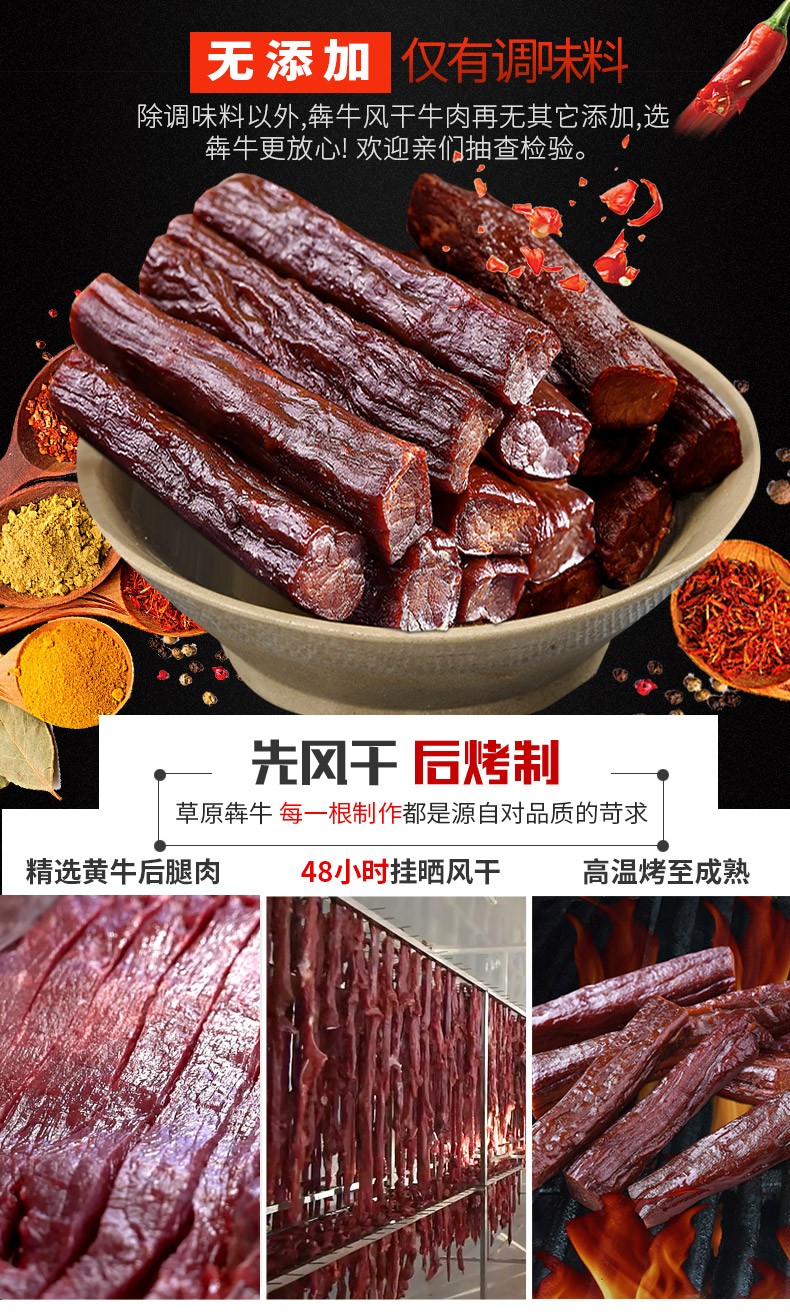 无添加 仅有调味料
除调味料以外,犇牛风干牛肉再无其它添加,选
犇牛更放心! 欢迎亲们抽查检验。
先风干 后烤制
草原犇牛 每一根制作都是源自对品质的苛求
精选黄牛后腿肉 48小时挂晒风干 高温烤至成熟